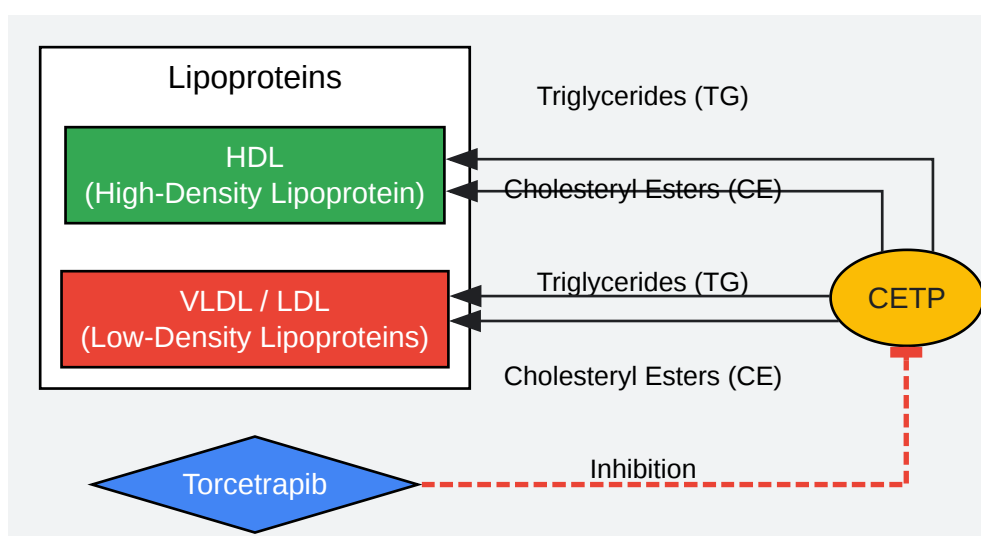 Lipoproteins
Triglycerides (TG)
HDL
(High-Density Lipoprotein)
Cholesteryl Esters (CE)
VLDL / LDL
(Low-Density Lipoproteins)
Triglycerides (TG)
CETP
Cholesteryl Esters (CE)
Torcetrapib
Inhibition